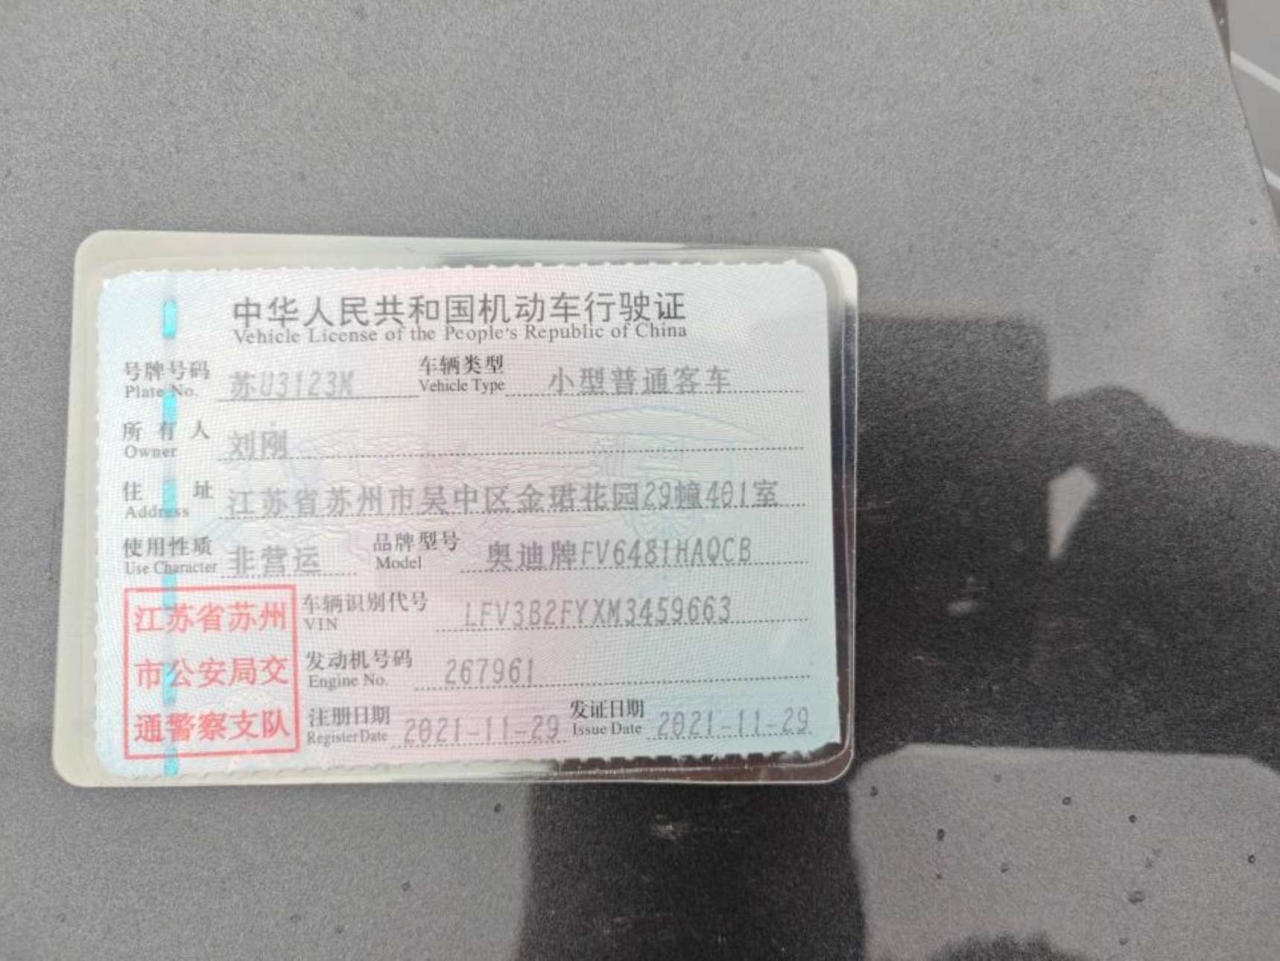 中华人民共和国机动车行驶证
Vehicle License of the People's Republic of China
号牌号码 苏U3123M 车辆类型 小型普通客车
Plate No. Vehicle Type
所有人 刘刚
Owner
住址 江苏省苏州市吴中区金珺花园29幢401室
Address
使用性质 非营运 品牌型号 奥迪牌FV6481HAQCB
Use Character Model
江苏省苏州
市公安局交
通警察支队
车辆识别代号 LFV3B2FYXM3459663
VIN
发动机号码 267961
Engine No.
注册日期 2021-11-29 发证日期 2021-11-29
Register Date Issue Date